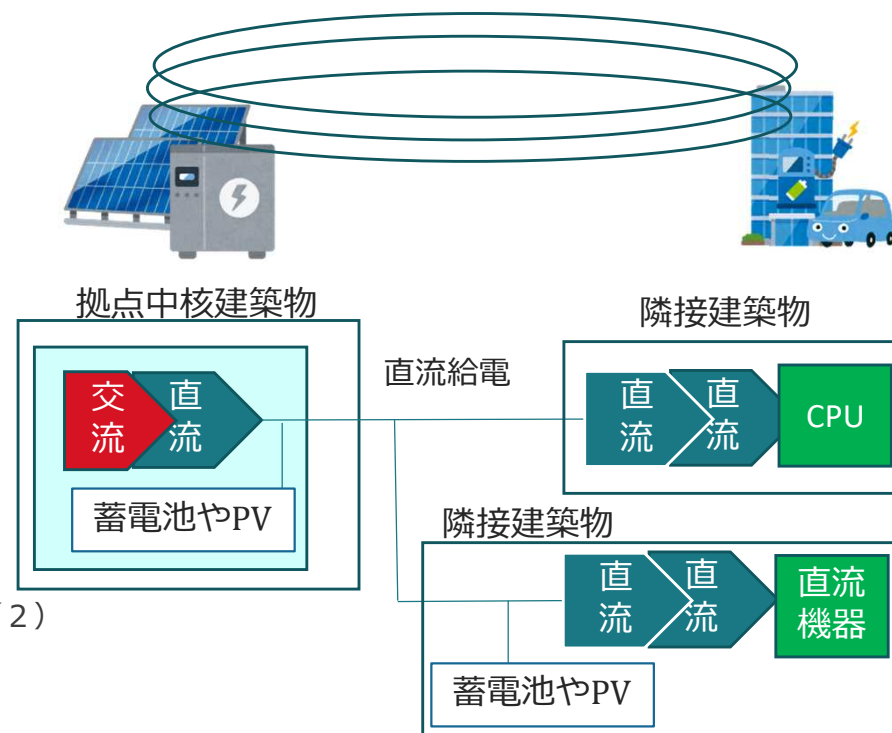 拠点中核建築物
隣接建築物
交流
直流
直流給電
直流
直流
CPU
蓄電池やPV
隣接建築物
直流
直流
直流
機器
2)
蓄電池やPV